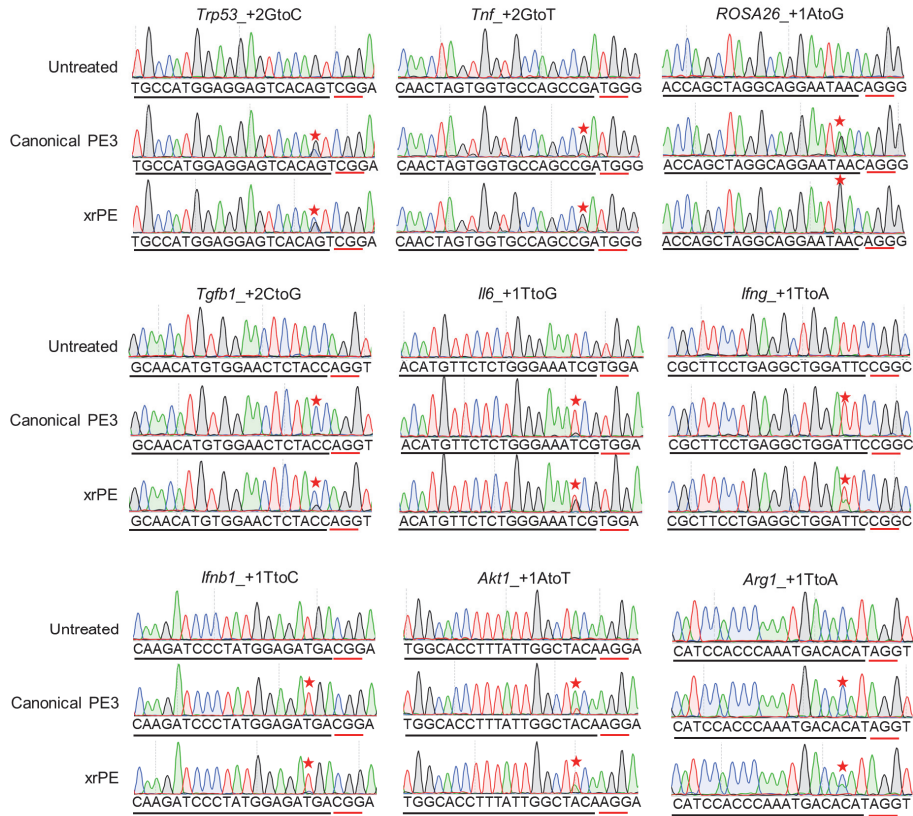 Trp53_+2GtoC Tnf_+2GtoT ROSA26_+1AtoG
Untreated
TGCCATGGAGGAGTCACAGTCGGA CAACTAGTGGTGCCAGCCGATGGG ACCAGCTAGGCAGGAATAACAGGG
Canonical PE3
TGCCATGGAGGAGTCACAGTCGGA CAACTAGTGGTGCCAGCCGATGGG ACCAGCTAGGCAGGAATAACAGGG
xrPE
TGCCATGGAGGAGTCACAGTCGGA CAACTAGTGGTGCCAGCCGATGGG ACCAGCTAGGCAGGAATAACAGGG
Tgfb1_+2CtoG Il6_+1TtoG Ifng_+1TtoA
Untreated
GCAACATGTGGAACTCTACCAGGT ACATGTTCTCTGGGAAATCGTGGA CGCTTCCTGAGGCTGGATTCCGGC
Canonical PE3
GCAACATGTGGAACTCTACCAGGT ACATGTTCTCTGGGAAATCGTGGA CGCTTCCTGAGGCTGGATTCCGGC
xrPE
GCAACATGTGGAACTCTACCAGGT ACATGTTCTCTGGGAAATCGTGGA CGCTTCCTGAGGCTGGATTCCGGC
Ifnb1_+1TtoC Akt1_+1AtoT Arg1_+1TtoA
Untreated
CAAGATCCCTATGGAGATGACGGA TGGCACCTTTATTGGCTACAAGGA CATCCACCCAAATGACACATAGGT
Canonical PE3
CAAGATCCCTATGGAGATGACGGA TGGCACCTTTATTGGCTACAAGGA CATCCACCCAAATGACACATAGGT
xrPE
CAAGATCCCTATGGAGATGACGGA TGGCACCTTTATTGGCTACAAGGA CATCCACCCAAATGACACATAGGT